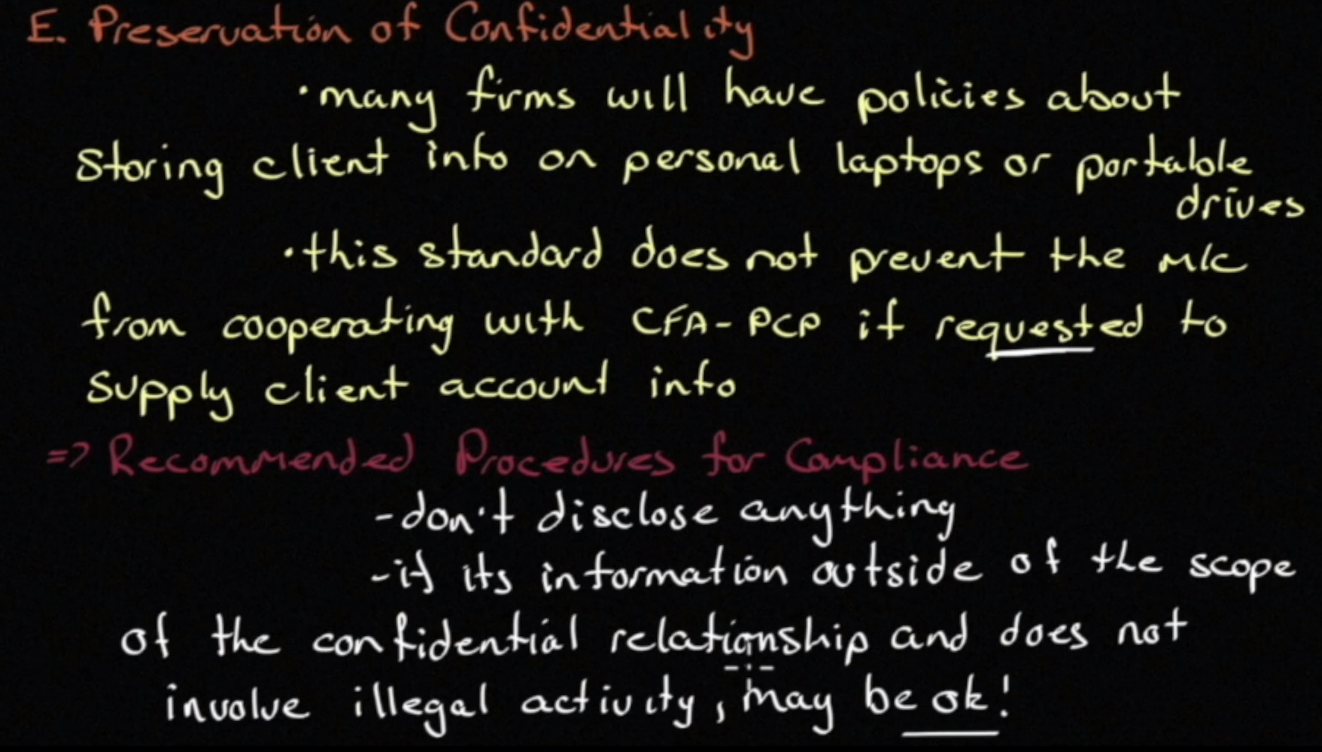 E. Preservation of Confidentiality
• many firms will have policies about
storing client info on personal laptops or portable
drives
• this standard does not prevent the m/c
from cooperating with CFA-PCP if requested to
supply client account info
=> Recommended Procedures for Compliance
- don't disclose anything
- if its information outside of the scope
of the confidential relationship and does not
involve illegal activity, may be ok!